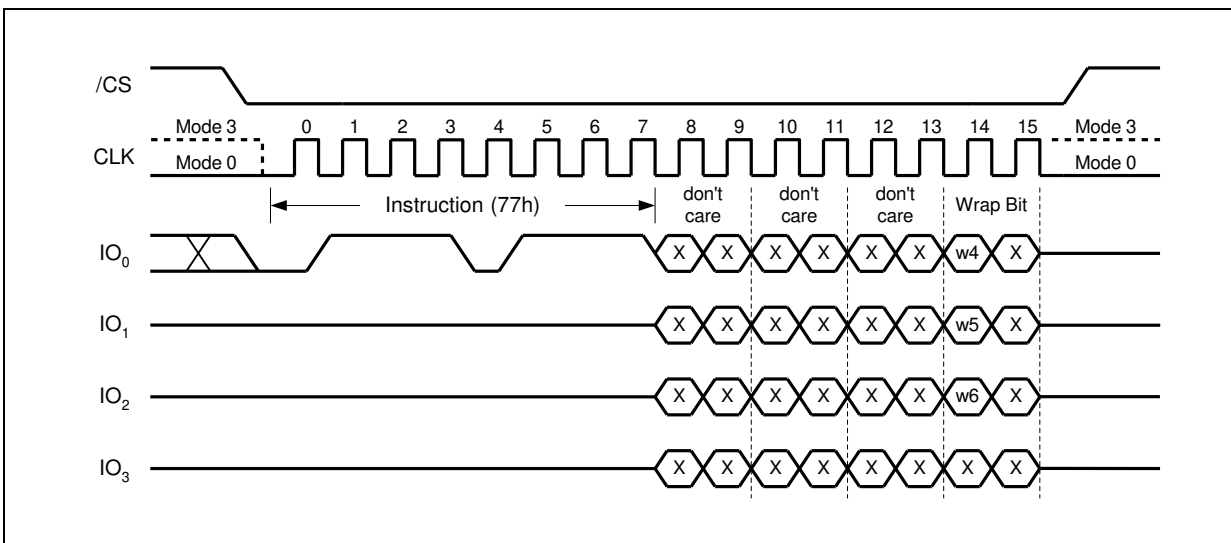 /CS
Mode 3 0 1 2 3 4 5 6 7 8 9 10 11 12 13 14 15 Mode 3
CLK Mode 0 Mode 0
Instruction (77h) don't care don't care don't care Wrap Bit
IO0 X X X X X X w4 X
IO1 X X X X X X w5 X
IO2 X X X X X X w6 X
IO3 X X X X X X X X